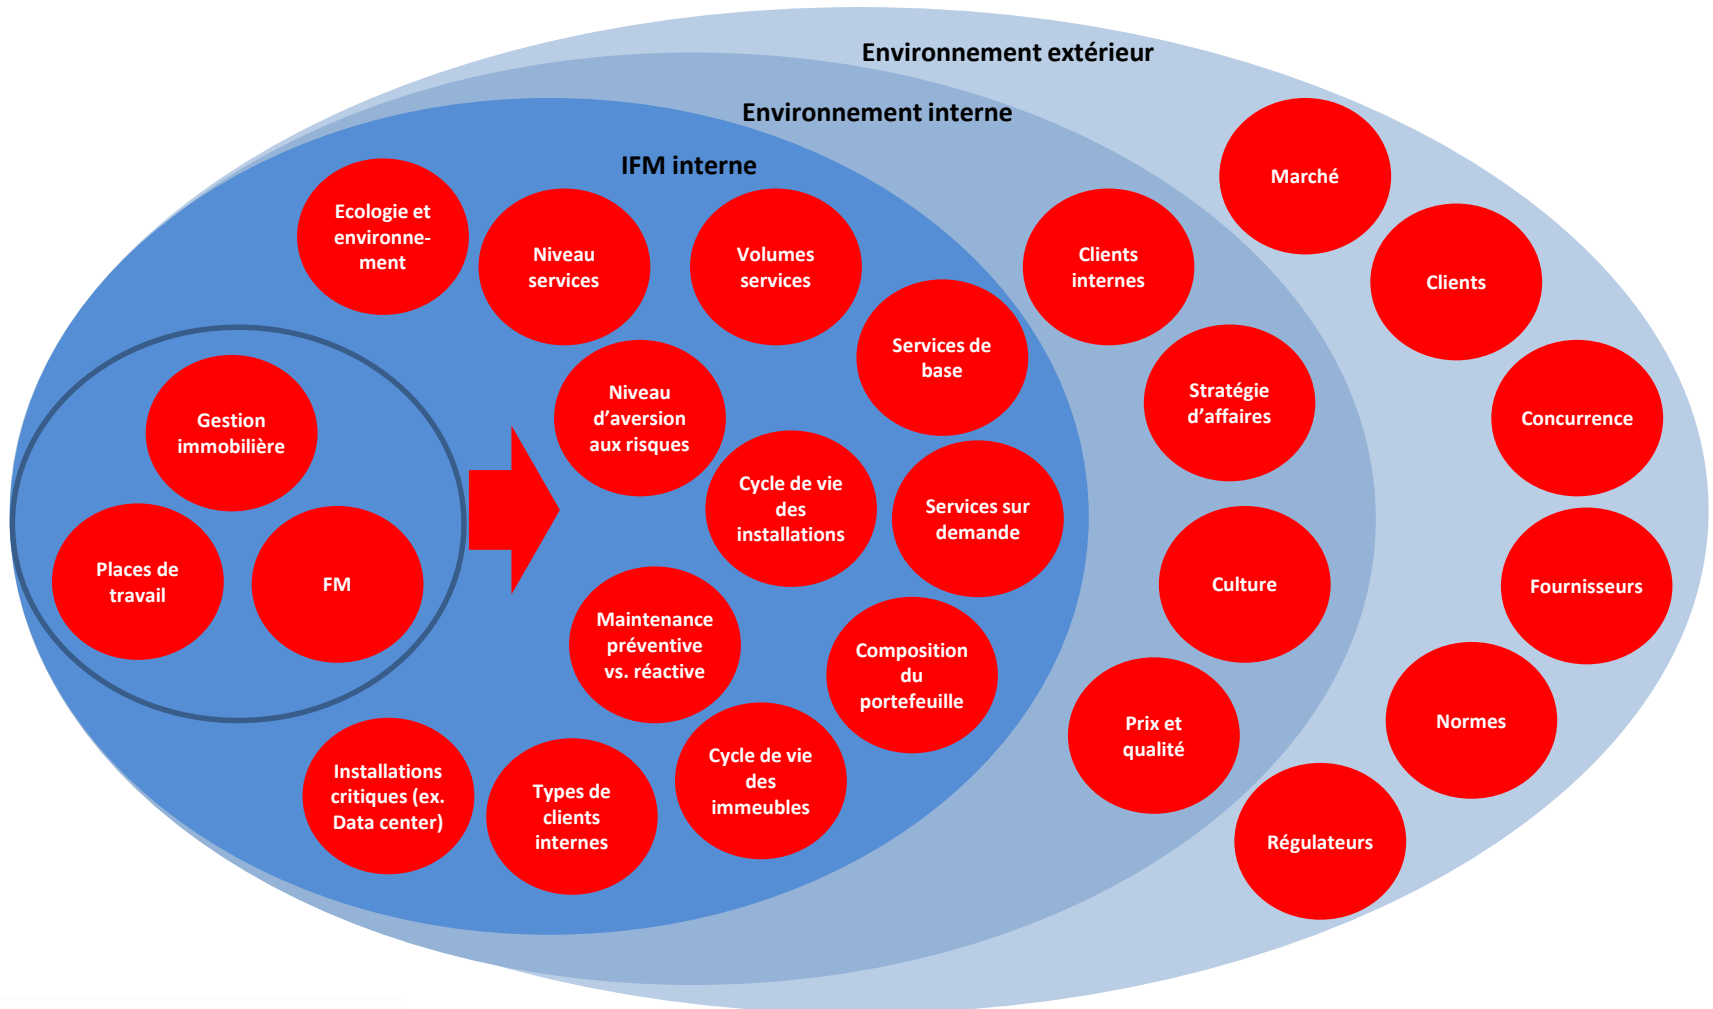 Environnement extérieur
Environnement interne
IFM interne
Ecologie et
environne-
ment
Niveau
services
Volumes
services
Services de
base
Niveau
d’aversion
aux risques
Cycle de vie
des
installations
Services sur
demande
Maintenance
préventive
vs. réactive
Composition
du
portefeuille
Cycle de vie
des
immeubles
Types de
clients
internes
Installations
critiques (ex.
Data center)
Gestion
immobilière
Places de
travail
FM
Clients
internes
Stratégie
d’affaires
Culture
Prix et
qualité
Marché
Clients
Concurrence
Fournisseurs
Normes
Régulateurs